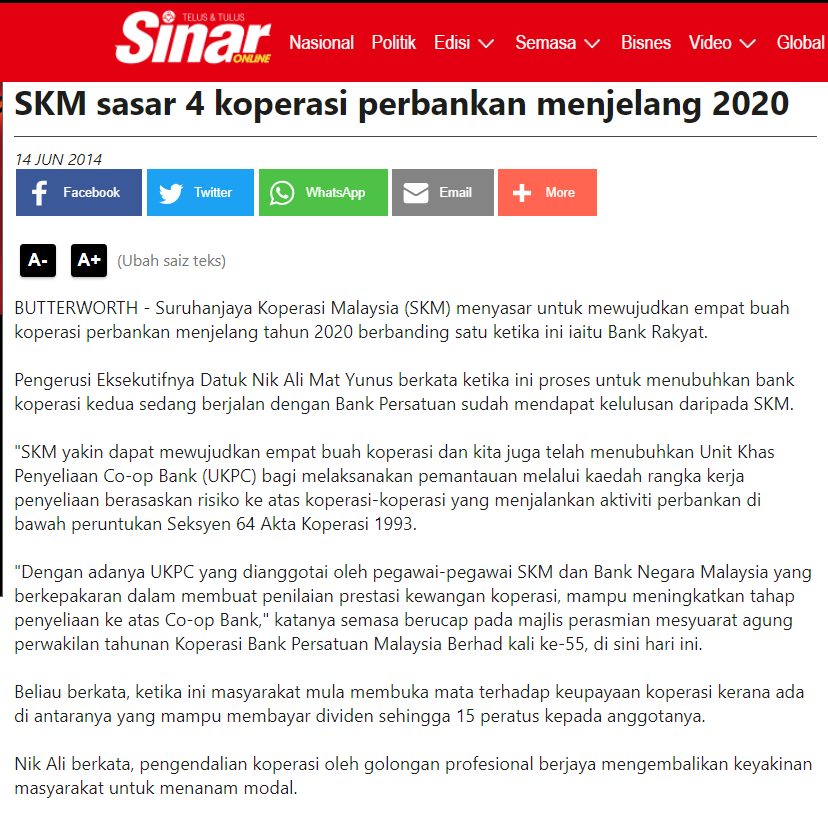 TELUS & TULUS
Sinar
ONLINE
Nasional Politik Edisi Semasa Bisnes Video Global
SKM sasar 4 koperasi perbankan menjelang 2020
14 JUN 2014
Facebook Twitter WhatsApp Email More
A- A+ (Ubah saiz teks)
BUTTERWORTH - Suruhanjaya Koperasi Malaysia (SKM) menyasar untuk mewujudkan empat buah
koperasi perbankan menjelang tahun 2020 berbanding satu ketika ini iaitu Bank Rakyat.
Pengerusi Eksekutifnya Datuk Nik Ali Mat Yunus berkata ketika ini proses untuk menubuhkan bank
koperasi kedua sedang berjalan dengan Bank Persatuan sudah mendapat kelulusan daripada SKM.
"SKM yakin dapat mewujudkan empat buah koperasi dan kita juga telah menubuhkan Unit Khas
Penyeliaan Co-op Bank (UKPC) bagi melaksanakan pemantauan melalui kaedah rangka kerja
penyeliaan berasaskan risiko ke atas koperasi-koperasi yang menjalankan aktiviti perbankan di
bawah peruntukan Seksyen 64 Akta Koperasi 1993.
"Dengan adanya UKPC yang dianggotai oleh pegawai-pegawai SKM dan Bank Negara Malaysia yang
berkepakaran dalam membuat penilaian prestasi kewangan koperasi, mampu meningkatkan tahap
penyeliaan ke atas Co-op Bank," katanya semasa berucap pada majlis perasmian mesyuarat agung
perwakilan tahunan Koperasi Bank Persatuan Malaysia Berhad kali ke-55, di sini hari ini.
Beliau berkata, ketika ini masyarakat mula membuka mata terhadap keupayaan koperasi kerana ada
di antaranya yang mampu membayar dividen sehingga 15 peratus kepada anggotanya.
Nik Ali berkata, pengendalian koperasi oleh golongan profesional berjaya mengembalikan keyakinan
masyarakat untuk menanam modal.